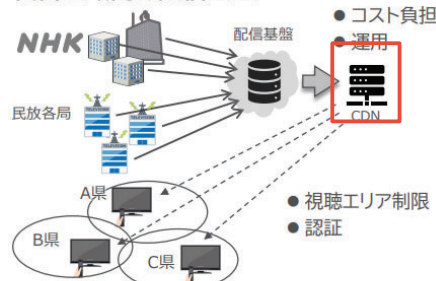 ● コスト負担
NHK
配信基盤
● 運用
民放各局
CDN
A県
● 視聴エリア制限
B県
● 認証
C県